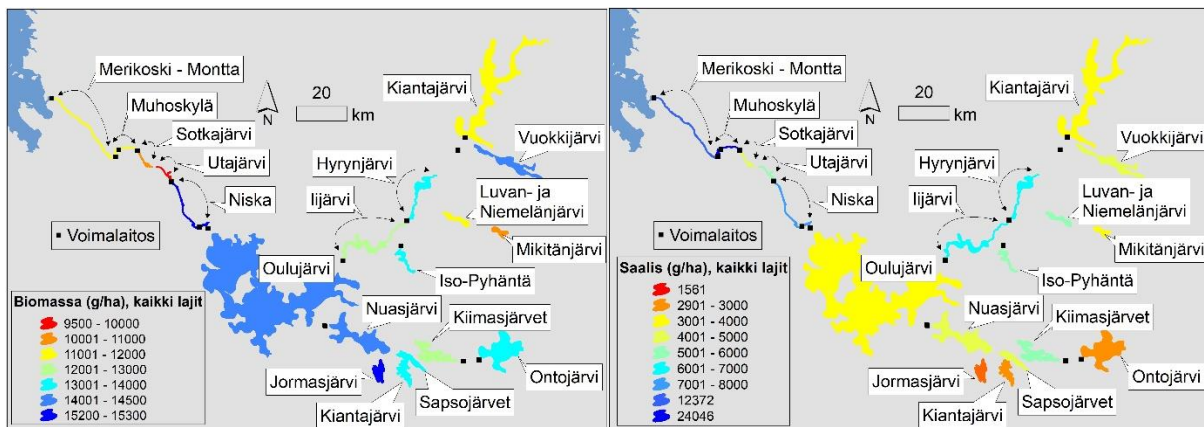 Merikoski - Montta
Muhoskylä
Sotkajärvi
Utajärvi
Niska
N
20
km
Kiantajärvi
Vuokkijärvi
Hyrynjärvi
Iijärvi
Luvan- ja
Niemelänjärvi
Mikitänjärvi
■ Voimalaitos
Oulujärvi
Iso-Pyhäntä
Nuasjärvi
Kiimasjärvet
Jormasjärvi
Kiantajärvi
Sapsojärvet
Ontojärvi
Biomassa (g/ha), kaikki lajit
9500 - 10000
10001 - 11000
11001 - 12000
12001 - 13000
13001 - 14000
14001 - 14500
15200 - 15300
Merikoski - Montta
Muhoskylä
Sotkajärvi
Utajärvi
Niska
N
20
km
Kiantajärvi
Vuokkijärvi
Hyrynjärvi
Iijärvi
Luvan- ja
Niemelänjärvi
Mikitänjärvi
■ Voimalaitos
Oulujärvi
Iso-Pyhäntä
Nuasjärvi
Kiimasjärvet
Jormasjärvi
Kiantajärvi
Sapsojärvet
Ontojärvi
Saalis (g/ha), kaikki lajit
1561
2901 - 3000
3001 - 4000
4001 - 5000
5001 - 6000
6001 - 7000
7001 - 8000
12372
24046